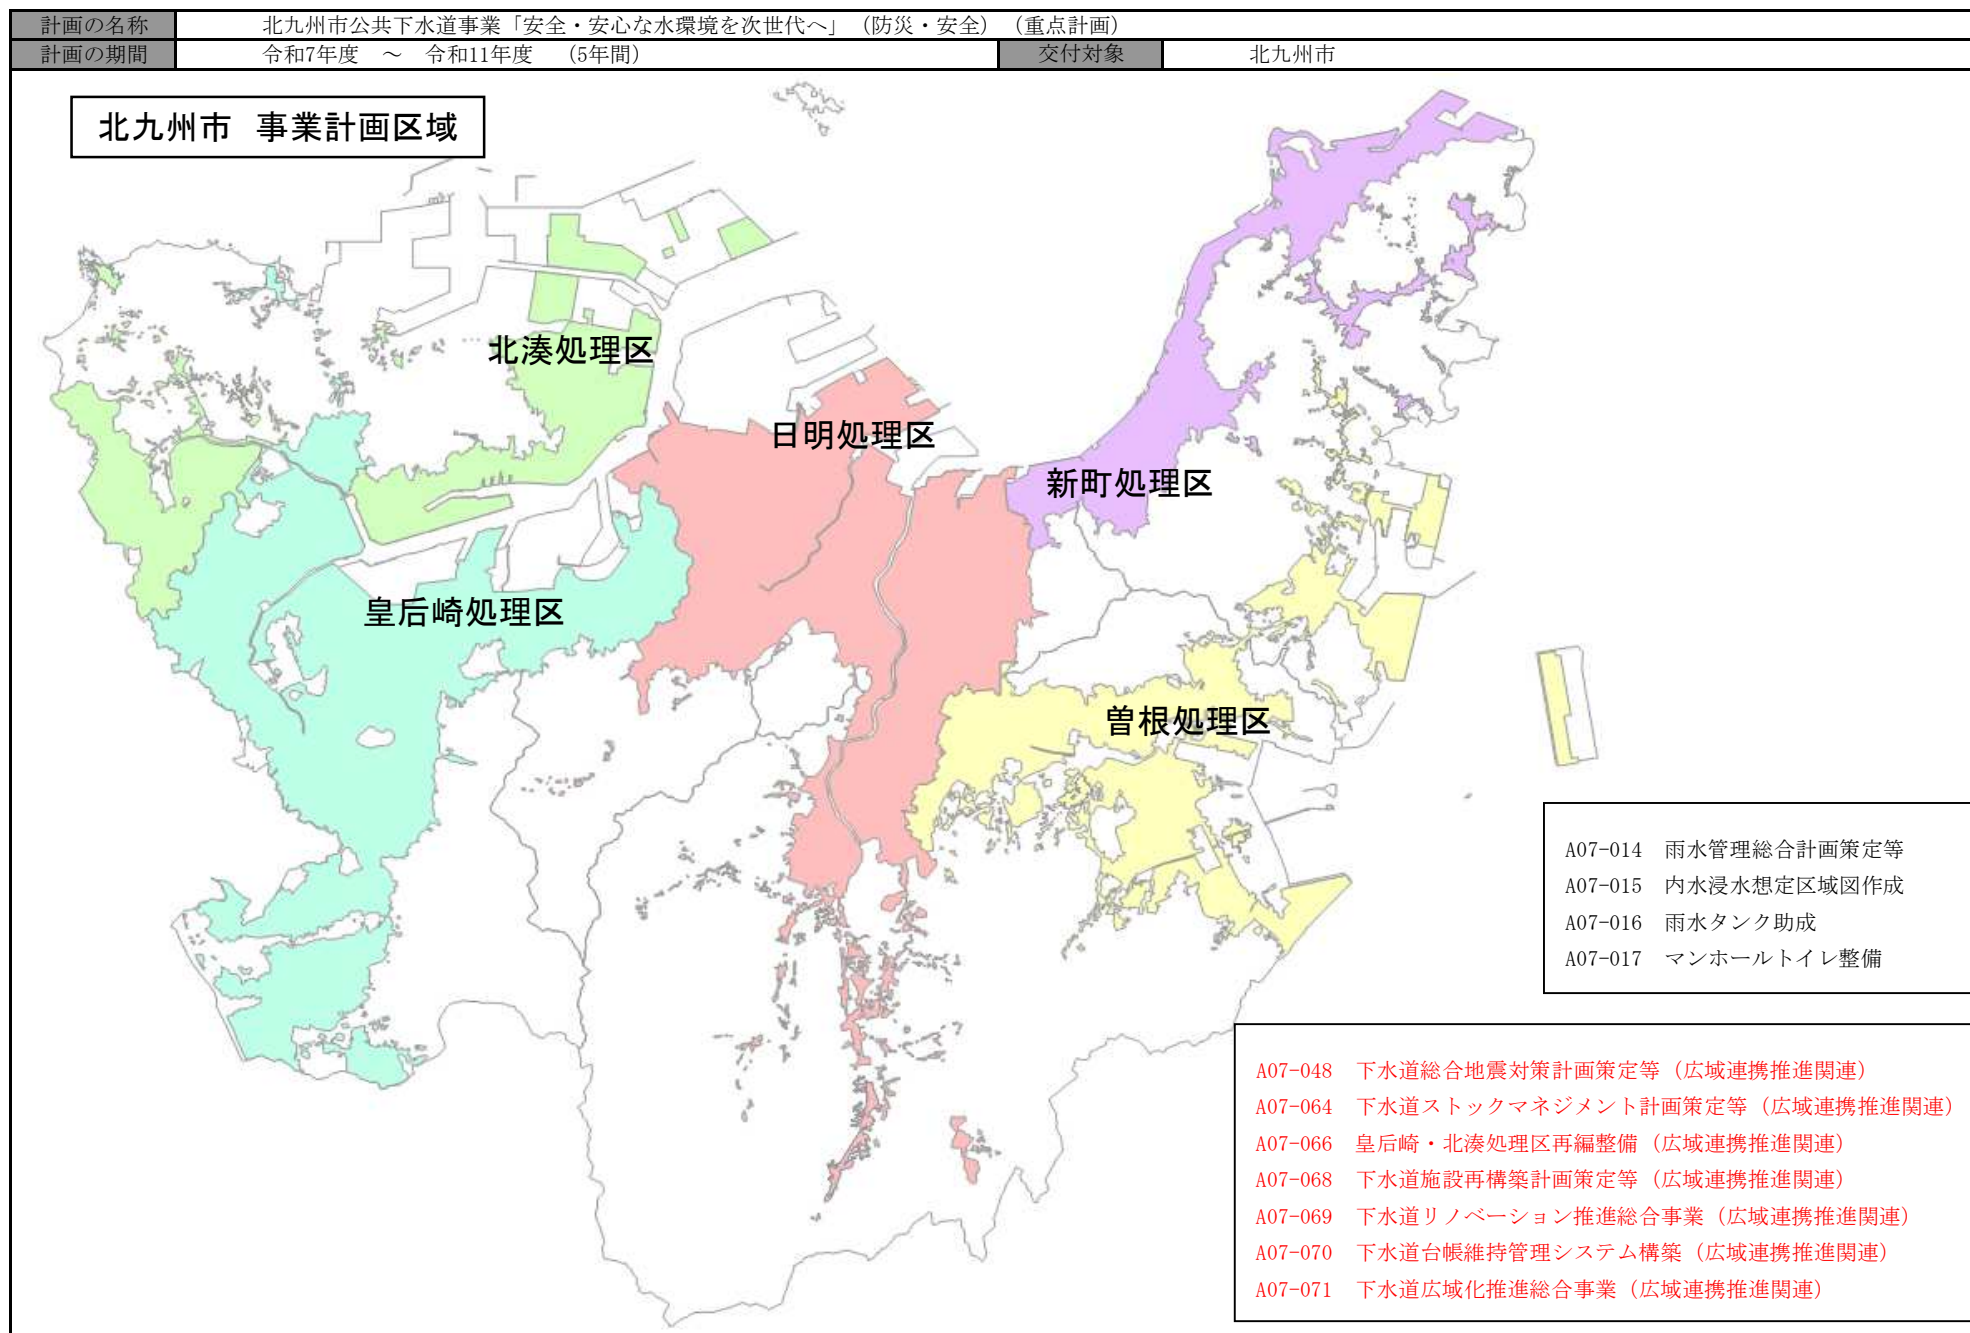 計画の名称 北九州市公共下水道事業「安全・安心な水環境を次世代へ」（防災・安全）（重点計画）
計画の期間 令和7年度　～　令和11年度　（5年間） 交付対象 北九州市
北九州市　事業計画区域
北湊処理区
日明処理区
新町処理区
皇后崎処理区
曽根処理区
A07-014　雨水管理総合計画策定等
A07-015　内水浸水想定区域図作成
A07-016　雨水タンク助成
A07-017　マンホールトイレ整備
A07-048　下水道総合地震対策計画策定等（広域連携推進関連）
A07-064　下水道ストックマネジメント計画策定等（広域連携推進関連）
A07-066　皇后崎・北湊処理区再編整備（広域連携推進関連）
A07-068　下水道施設再構築計画策定等（広域連携推進関連）
A07-069　下水道リノベーション推進総合事業（広域連携推進関連）
A07-070　下水道台帳維持管理システム構築（広域連携推進関連）
A07-071　下水道広域化推進総合事業（広域連携推進関連）